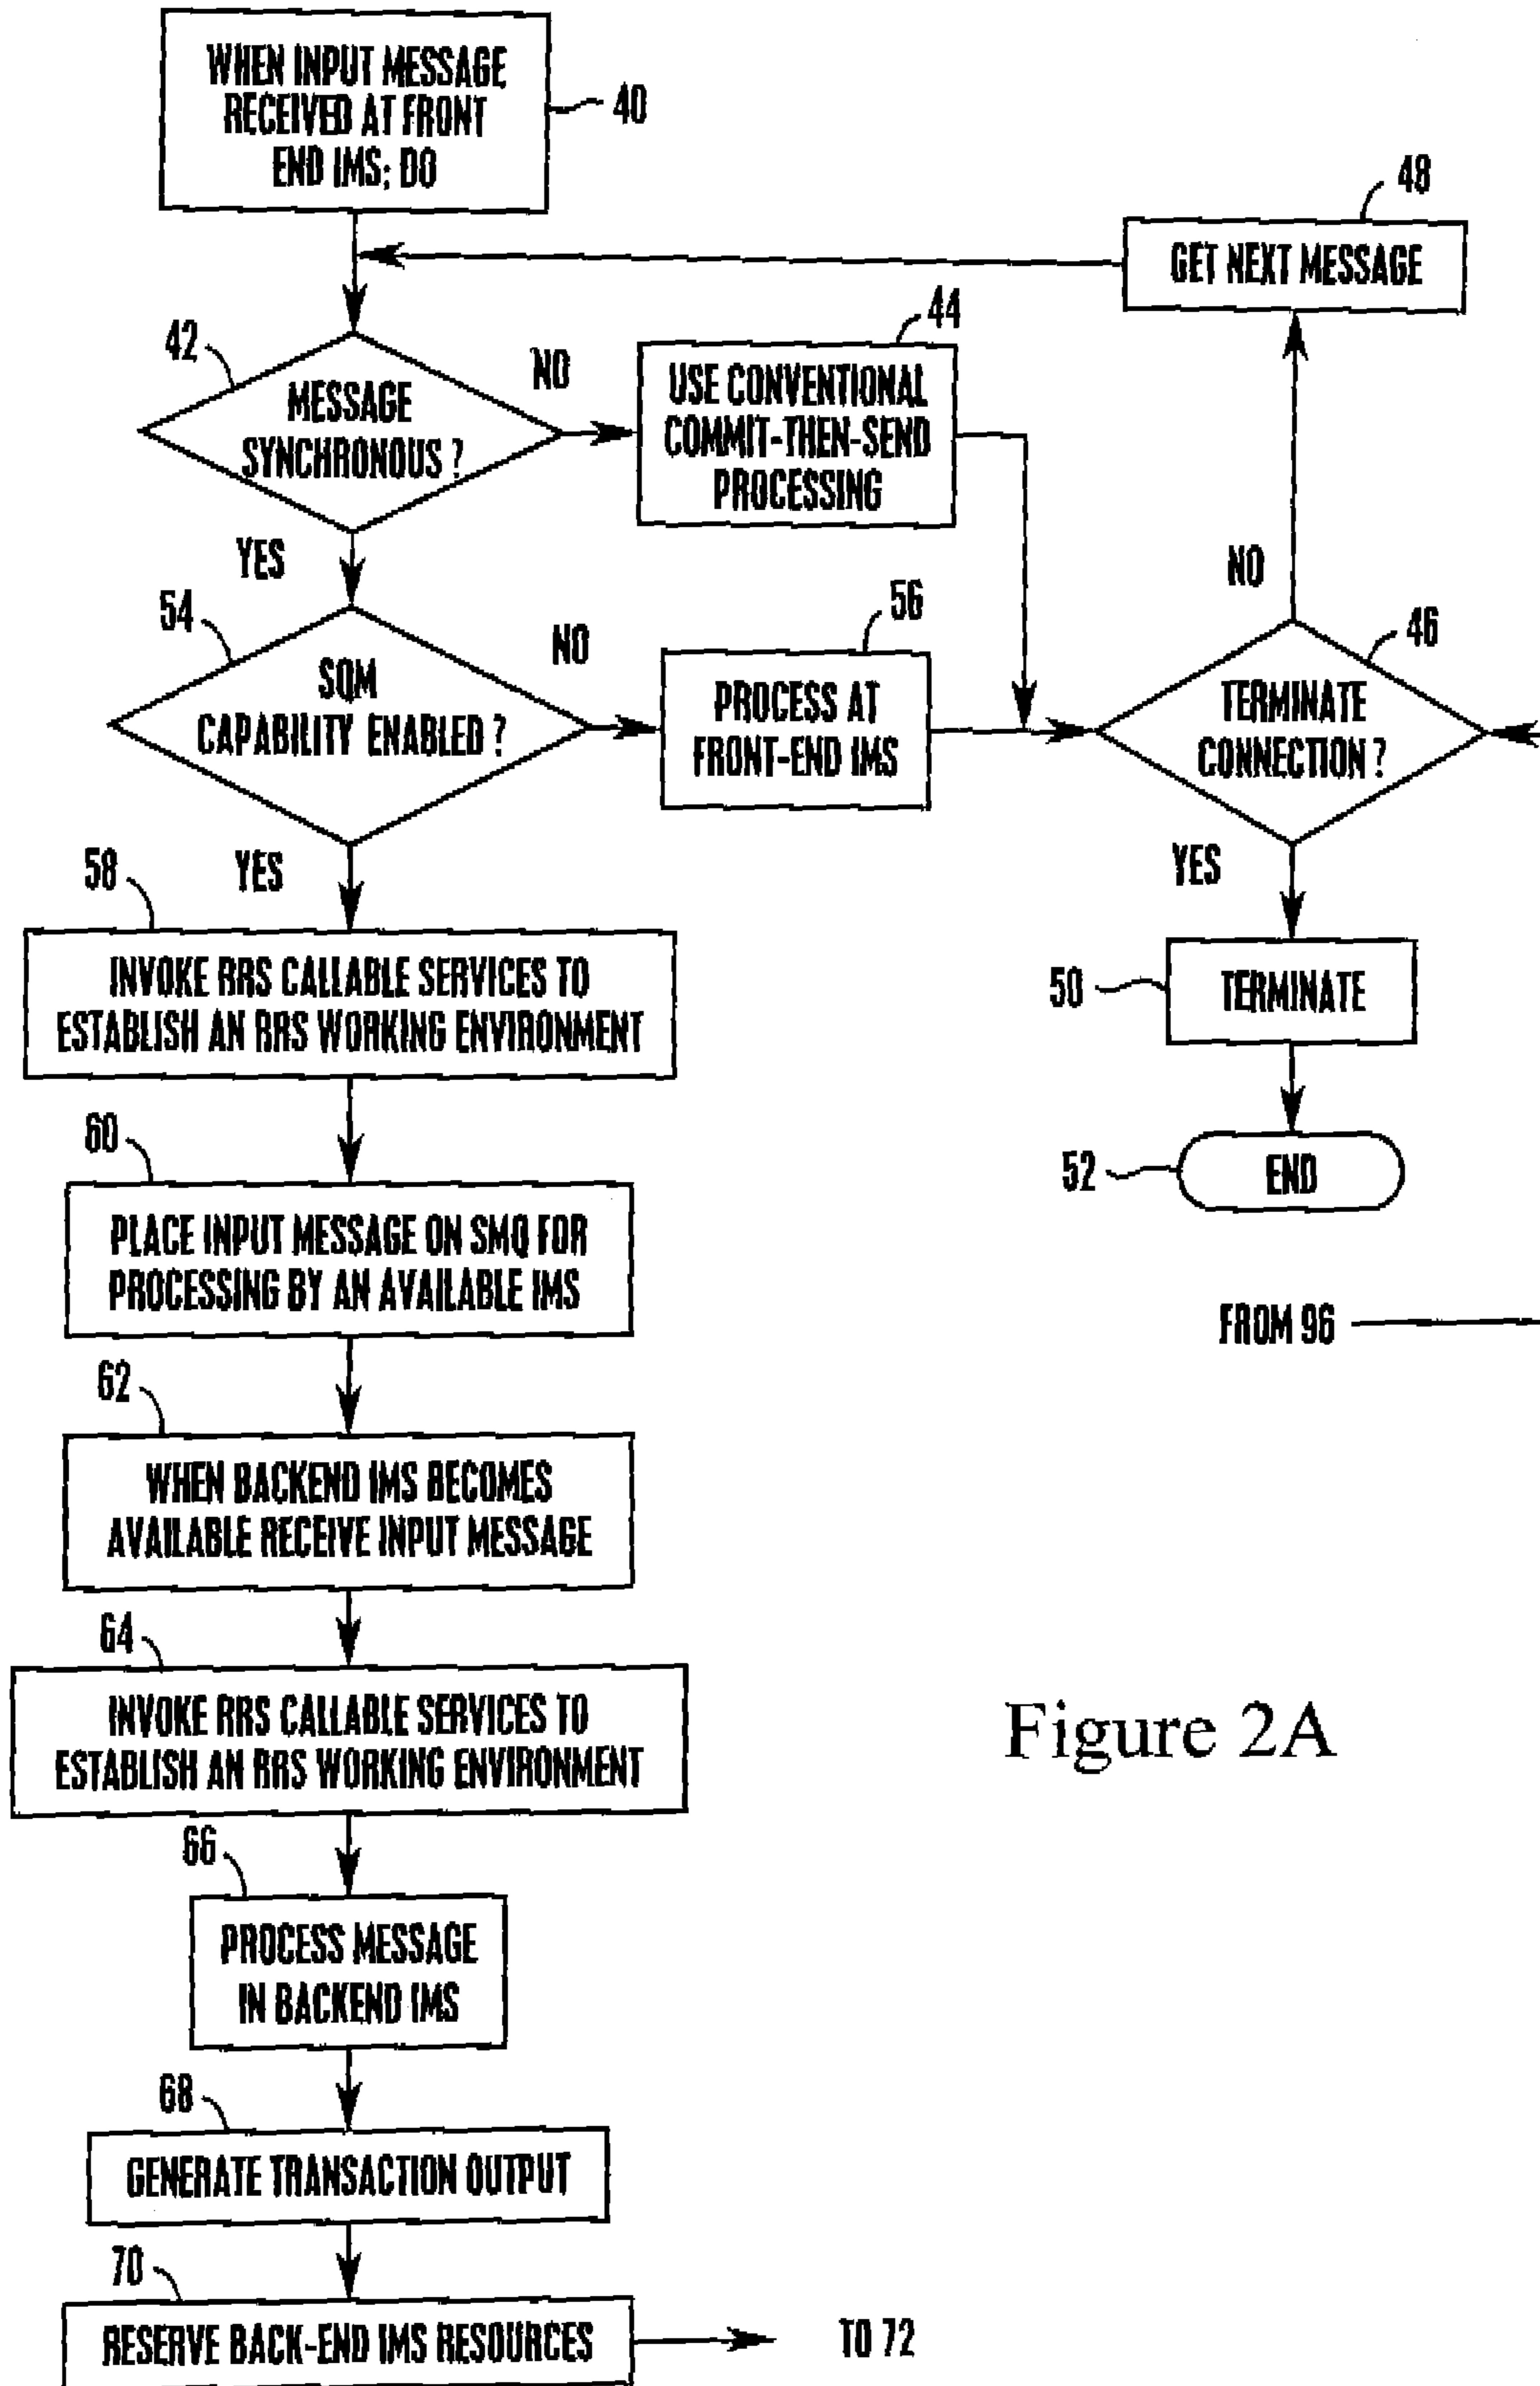 WHEN INPUT MESSAGE
RECEIVED AT FRONT
END IMS; DO
40
48
GET NEXT MESSAGE
42
MESSAGE
SYNCHRONOUS ?
NO
44
USE CONVENTIONAL
COMMIT-THEN-SEND
PROCESSING
YES
54
SQM
CAPABILITY ENABLED ?
NO
56
PROCESS AT
FRONT-END IMS
NO
46
TERMINATE
CONNECTION ?
YES
58
INVOKE RRS CALLABLE SERVICES TO
ESTABLISH AN RRS WORKING ENVIRONMENT
YES
50
TERMINATE
60
PLACE INPUT MESSAGE ON SMQ FOR
PROCESSING BY AN AVAILABLE IMS
52
END
FROM 96
62
WHEN BACKEND IMS BECOMES
AVAILABLE RECEIVE INPUT MESSAGE
64
INVOKE RRS CALLABLE SERVICES TO
ESTABLISH AN RRS WORKING ENVIRONMENT
Figure 2A
66
PROCESS MESSAGE
IN BACKEND IMS
68
GENERATE TRANSACTION OUTPUT
70
RESERVE BACK-END IMS RESOURCES
TO 72